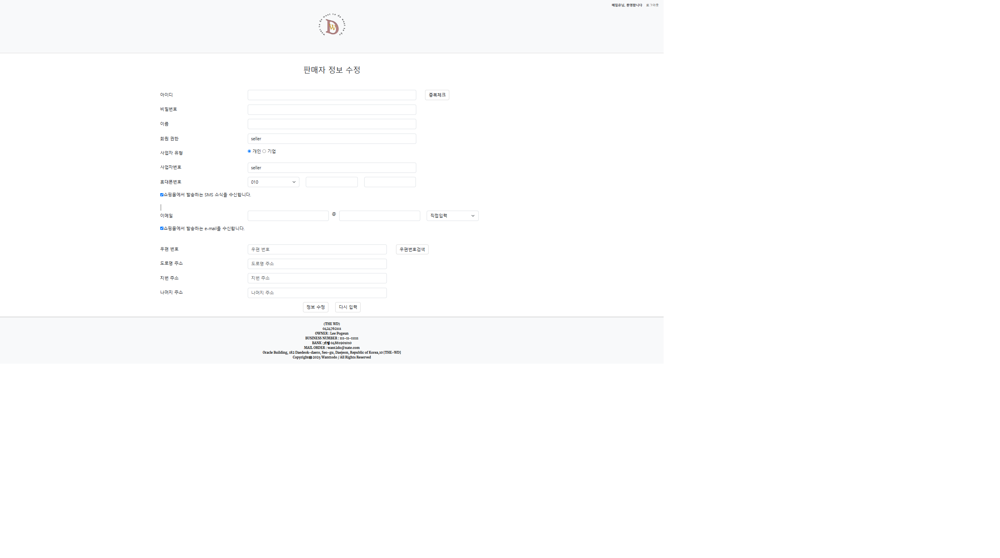 메입은님, 환영합니다 로그아웃
want to do want to do want to do
DW
판매자 정보 수정
아이디 중복체크
비밀번호
이름
회원 권한 seller
사업자 유형 개인 기업
사업자번호 seller
휴대폰번호 010
쇼핑몰에서 발송하는 SMS 소식을 수신합니다.
이메일 @ 직접입력
쇼핑몰에서 발송하는 e-mail을 수신합니다.
우편 번호 우편 번호 우편번호검색
도로명 주소 도로명 주소
지번 주소 지번 주소
나머지 주소 나머지 주소
정보 수정 다시 입력
(THE WD)
0424762111
OWNER : Lee Pogeun
BUSINESS NUMBER : 111-11-11111
BANK :기업 04861901010
MAIL ORDER : want2do@nate.com
Oracle Building, 182 Daedeok-daero, Seo-gu, Daejeon, Republic of Korea,10 [THE-WD]
Copyrightⓒ 2025 Wanttodo / All Rights Reserved